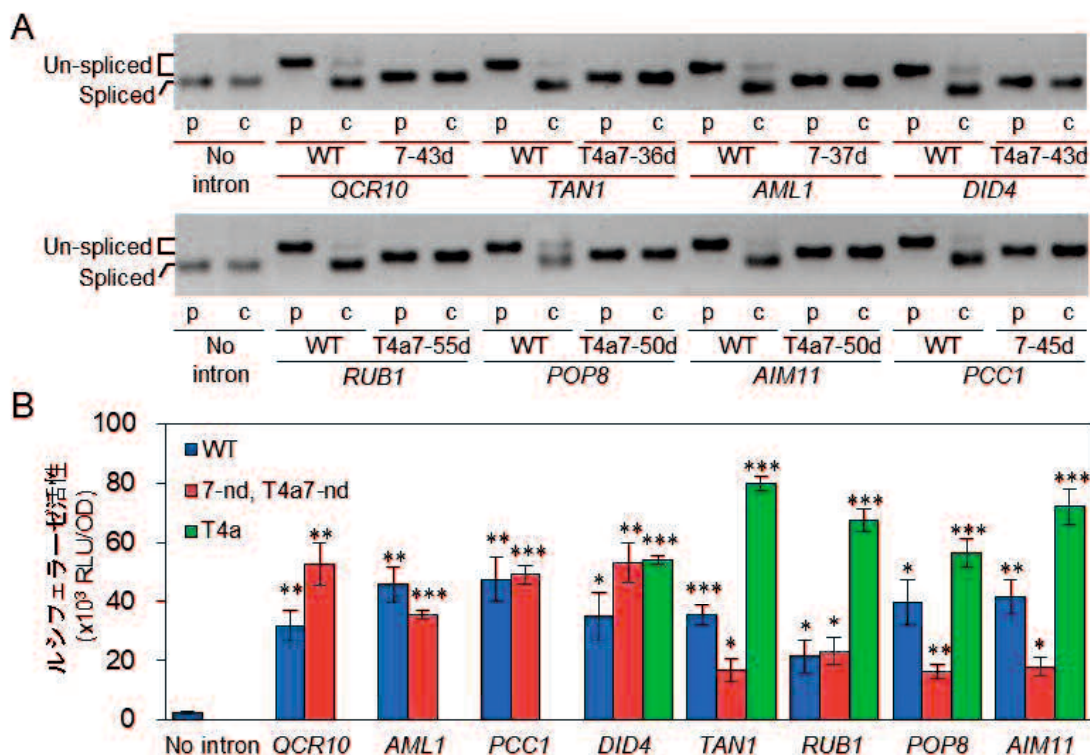 A
Un-spliced
Spliced
p c p c p c p c p c p c p c p c p c
No intron WT 7-43d WT T4a7-36d WT 7-37d WT T4a7-43d
QCR10 TAN1 AML1 DID4
Un-spliced
Spliced
p c p c p c p c p c p c p c p c p c
No intron WT T4a7-55d WT T4a7-50d WT T4a7-50d WT 7-45d
RUB1 POP8 AIM11 PCC1
B
ルシフェラーゼ活性
(x10³ RLU/OD)
100
80
60
40
20
0
WT
7-nd, T4a7-nd
T4a
** ** ** *** ** *** * ** *** *** * *** * * *** * ** *** ** * ***
No intron QCR10 AML1 PCC1 DID4 TAN1 RUB1 POP8 AIM11